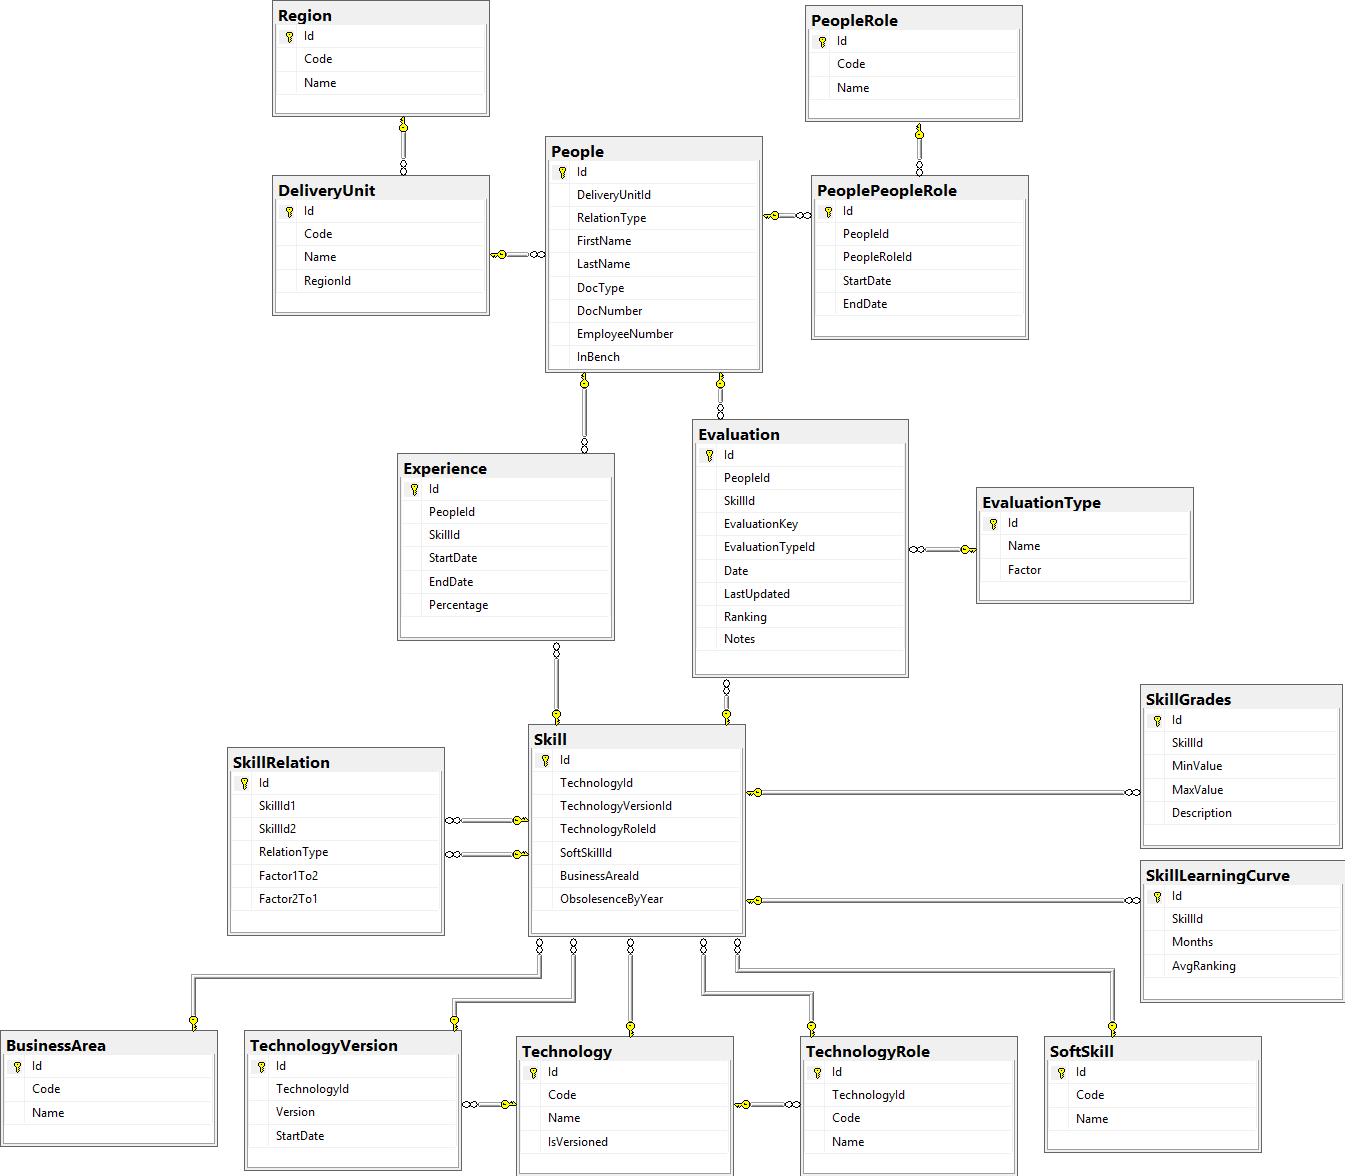 Region
Id
Code
Name
PeopleRole
Id
Code
Name
People
Id
DeliveryUnitId
RelationType
FirstName
LastName
DocType
DocNumber
EmployeeNumber
InBench
DeliveryUnit
Id
Code
Name
RegionId
PeoplePeopleRole
Id
PeopleId
PeopleRoleId
StartDate
EndDate
Evaluation
Id
PeopleId
SkillId
EvaluationKey
EvaluationTypeId
Date
LastUpdated
Ranking
Notes
Experience
Id
PeopleId
SkillId
StartDate
EndDate
Percentage
EvaluationType
Id
Name
Factor
SkillGrades
Id
SkillId
MinValue
MaxValue
Description
Skill
Id
TechnologyId
TechnologyVersionId
TechnologyRoleId
SoftSkillId
BusinessAreaId
ObsolesenceByYear
SkillRelation
Id
SkillId1
SkillId2
RelationType
Factor1To2
Factor2To1
SkillLearningCurve
Id
SkillId
Months
AvgRanking
BusinessArea
Id
Code
Name
TechnologyVersion
Id
TechnologyId
Version
StartDate
Technology
Id
Code
Name
IsVersioned
TechnologyRole
Id
TechnologyId
Code
Name
SoftSkill
Id
Code
Name